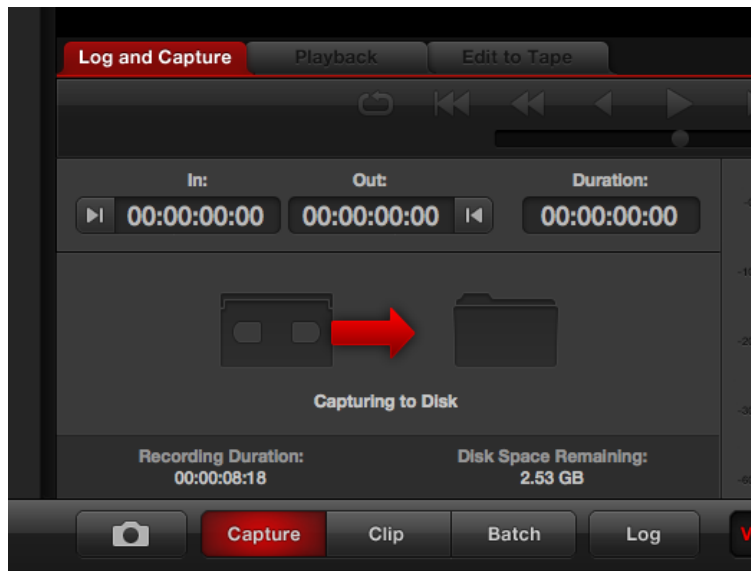 Log and Capture Playback Edit to Tape
In: Out: Duration:
00:00:00:00 00:00:00:00 00:00:00:00
Capturing to Disk
Recording Duration: Disk Space Remaining:
00:00:08:18 2.53 GB
Capture Clip Batch Log